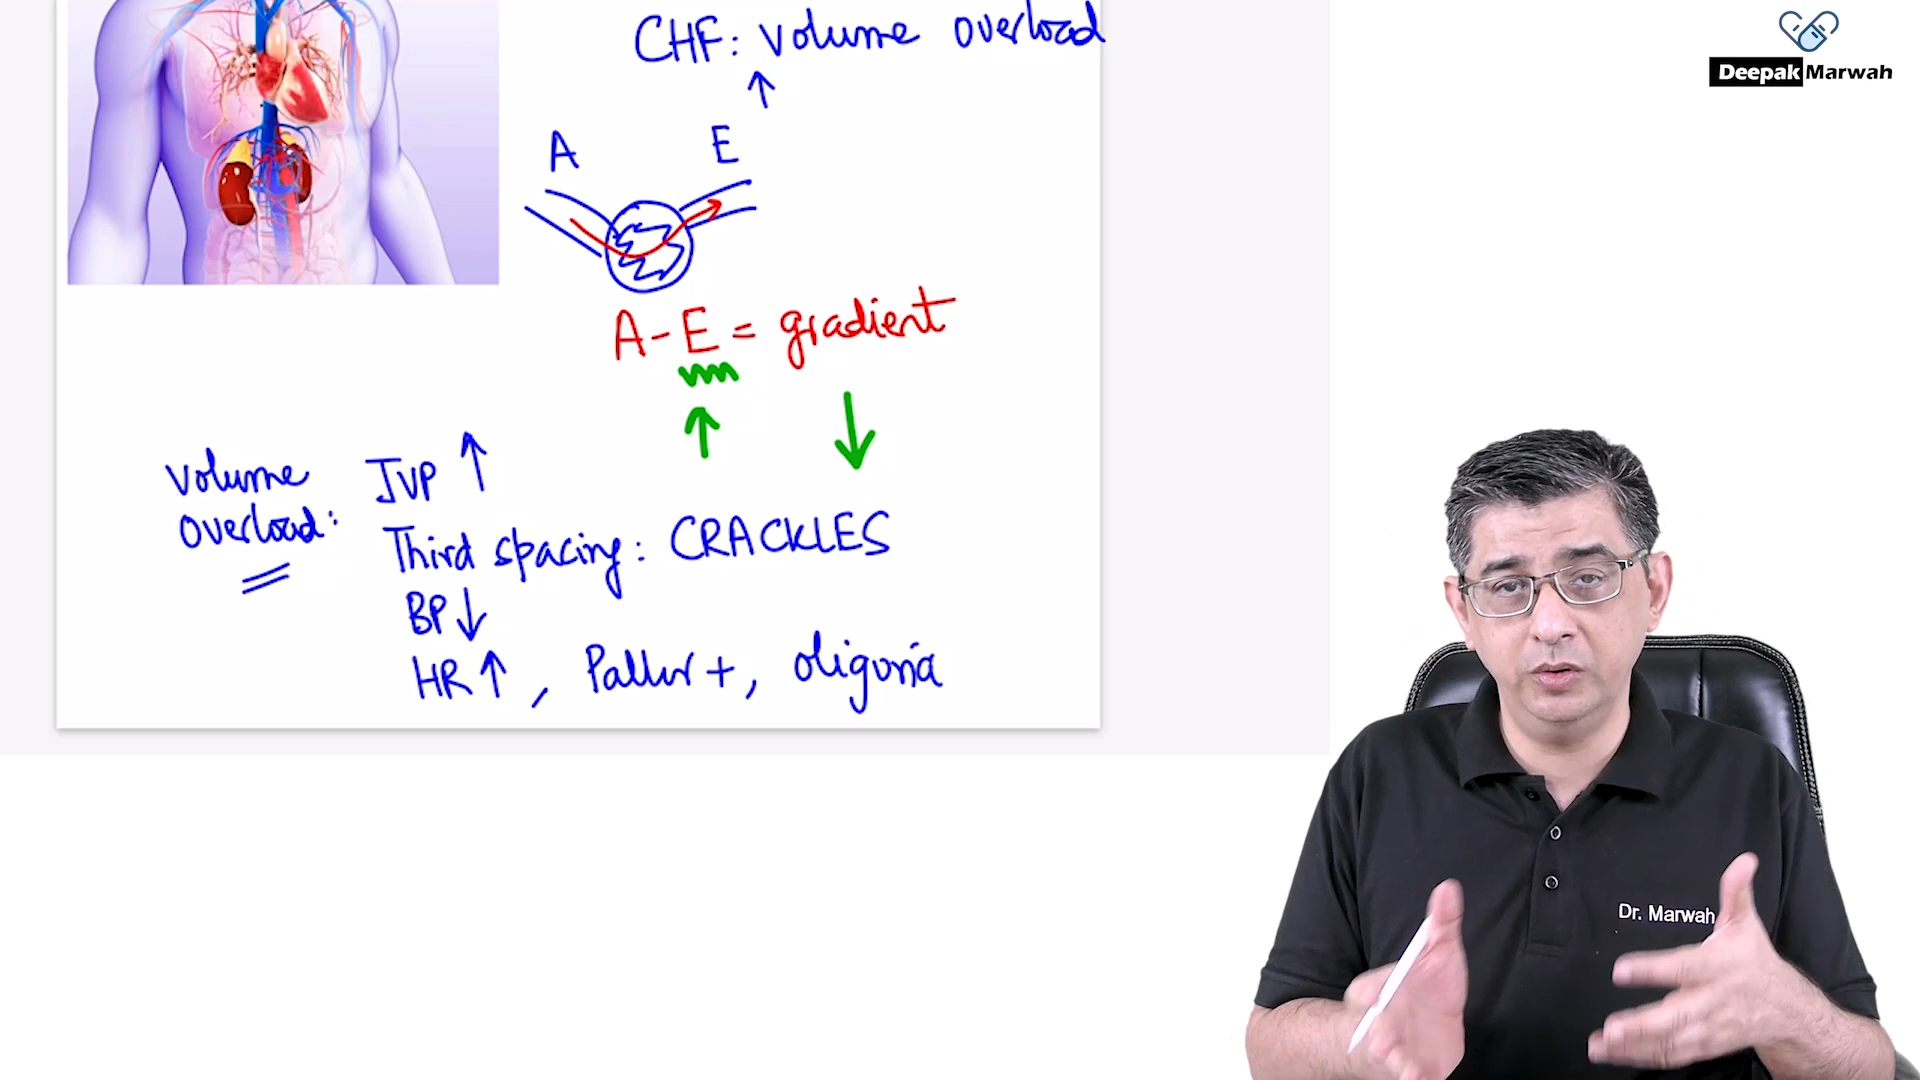 CHF: Volume overload
↑
A E
A - E = gradient
↑ ↓
Volume overload:
JVP ↑
Third spacing: CRACKLES
BP ↓
HR ↑, Pallor +, oliguria
Deepak Marwah
Dr. Marwah